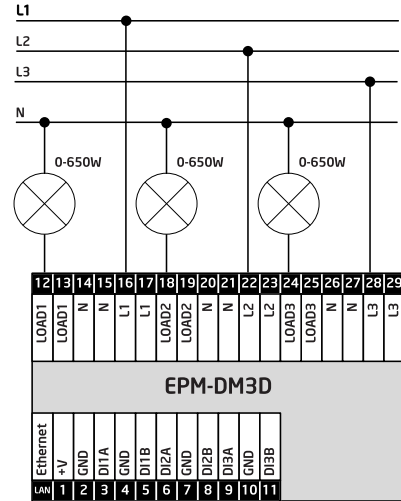 L1
L2
L3
N
0-650W 0-650W 0-650W
12 13 14 15 16 17 18 19 20 21 22 23 24 25 26 27 28 29
LOAD1 LOAD1 N N L1 L1 LOAD2 LOAD2 N N L2 L2 LOAD3 LOAD3 N N L3 L3
EPM-DM3D
Ethernet +V GND DI1A GND DI1B DI2A GND DI2B DI3A GND DI3B
LAN 1 2 3 4 5 6 7 8 9 10 11